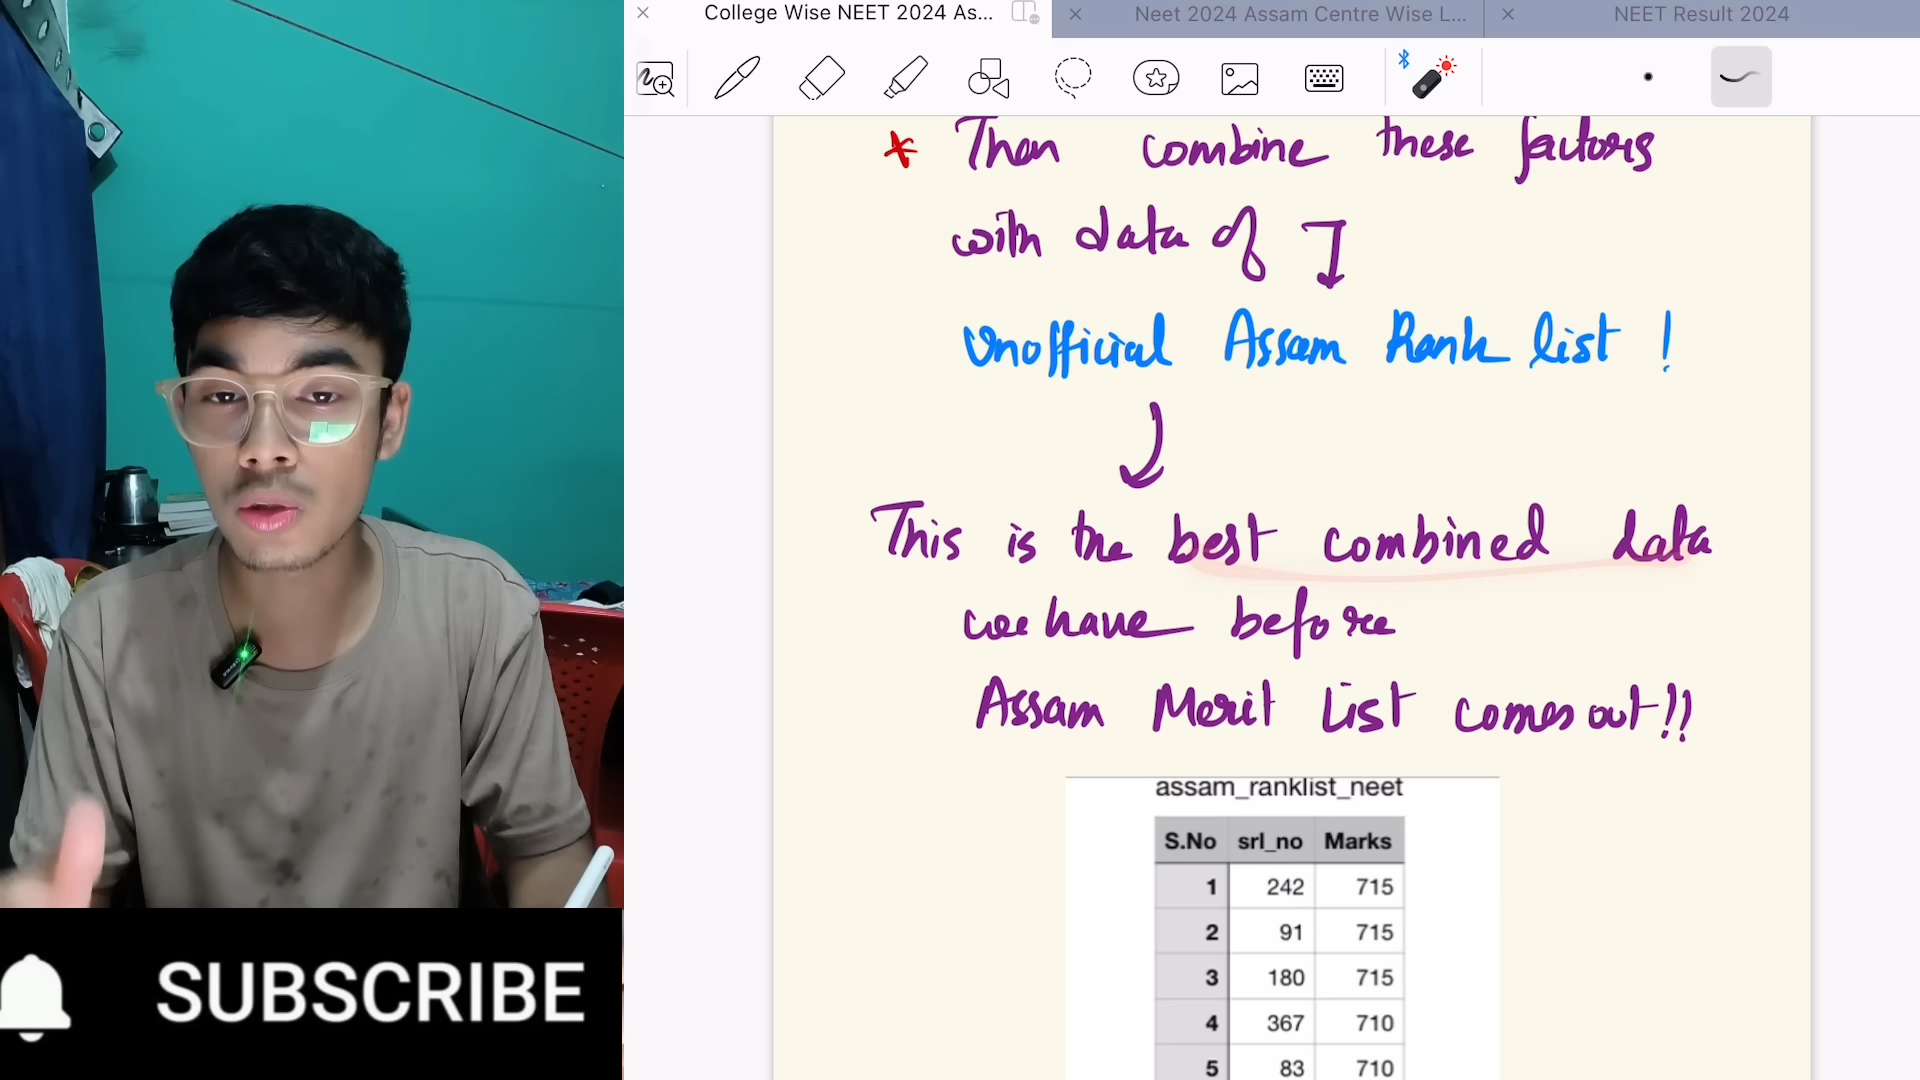 College Wise NEET 2024 As...
Neet 2024 Assam Centre Wise L...
NEET Result 2024
* Then combine these factors
with data of
Unofficial Assam Rank list !
This is the best combined data
we have before
Assam Merit List comes out!!
assam_ranklist_neet
S.No srl_no Marks
1 242 715
2 91 715
3 180 715
4 367 710
5 83 710
SUBSCRIBE